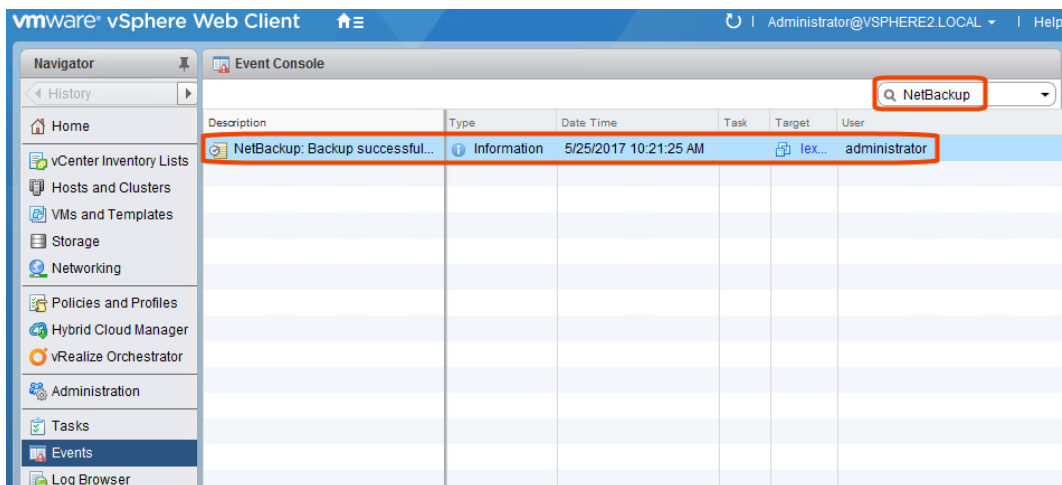 vmware® vSphere Web Client
Administrator@VSPHERE2.LOCAL
Help
Navigator
History
Home
vCenter Inventory Lists
Hosts and Clusters
VMs and Templates
Storage
Networking
Policies and Profiles
Hybrid Cloud Manager
vRealize Orchestrator
Administration
Tasks
Events
Log Browser
Event Console
NetBackup
Description Type Date Time Task Target User
NetBackup: Backup successful... Information 5/25/2017 10:21:25 AM lex... administrator